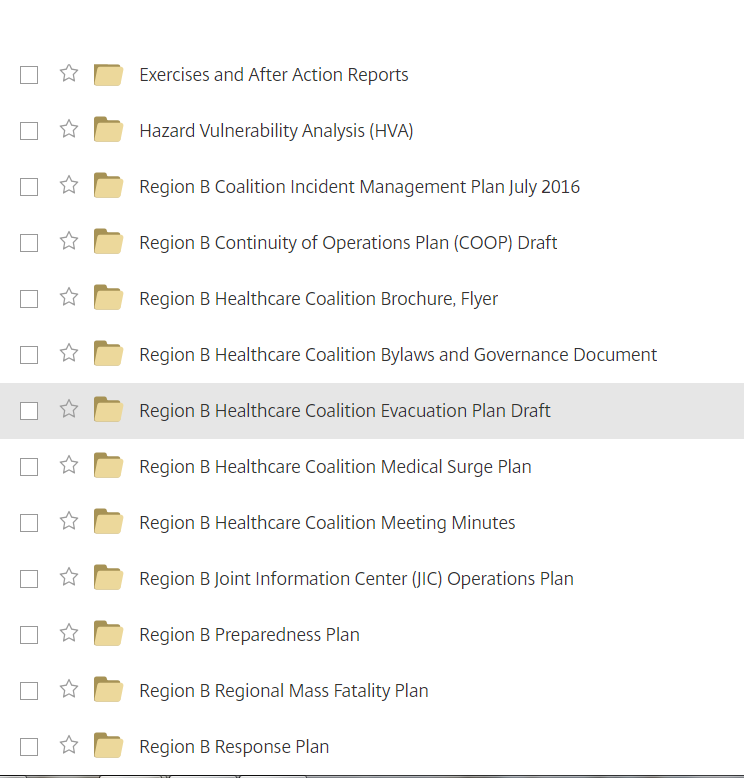 Exercises and After Action Reports
Hazard Vulnerability Analysis (HVA)
Region B Coalition Incident Management Plan July 2016
Region B Continuity of Operations Plan (COOP) Draft
Region B Healthcare Coalition Brochure, Flyer
Region B Healthcare Coalition Bylaws and Governance Document
Region B Healthcare Coalition Evacuation Plan Draft
Region B Healthcare Coalition Medical Surge Plan
Region B Healthcare Coalition Meeting Minutes
Region B Joint Information Center (JIC) Operations Plan
Region B Preparedness Plan
Region B Regional Mass Fatality Plan
Region B Response Plan